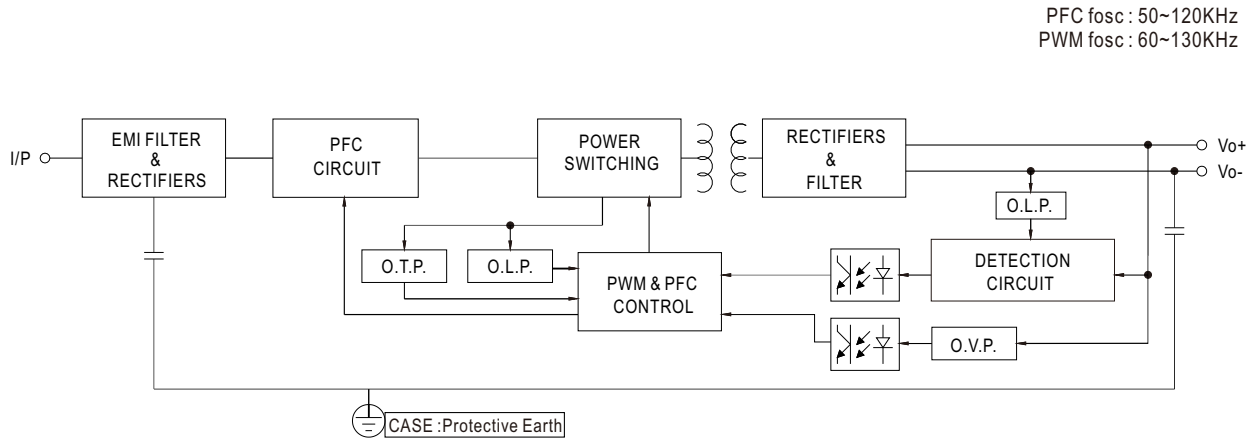 PFC fosc : 50~120KHz
PWM fosc : 60~130KHz
I/P
EMI FILTER
&
RECTIFIERS
PFC
CIRCUIT
POWER
SWITCHING
RECTIFIERS
&
FILTER
Vo+
Vo-
O.L.P.
O.T.P.
O.L.P.
PWM & PFC
CONTROL
DETECTION
CIRCUIT
O.V.P.
CASE :Protective Earth